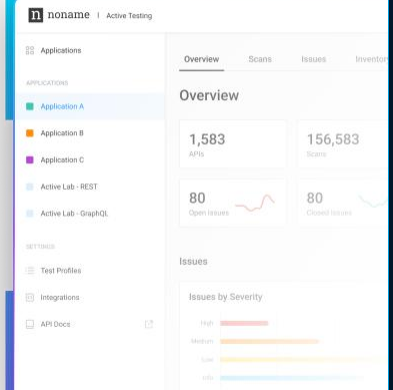 n noname | Active Testing
Applications
APPLICATIONS
Application A
Application B
Application C
Active Lab - REST
Active Lab - GraphQL
SETTINGS
Test Profiles
Integrations
API Docs
Overview Scans Issues Inventor
Overview
1,583
APIs
156,583
Scans
80
Open Issues
80
Closed Issues
Issues
Issues by Severity
High
Medium
Low
Info